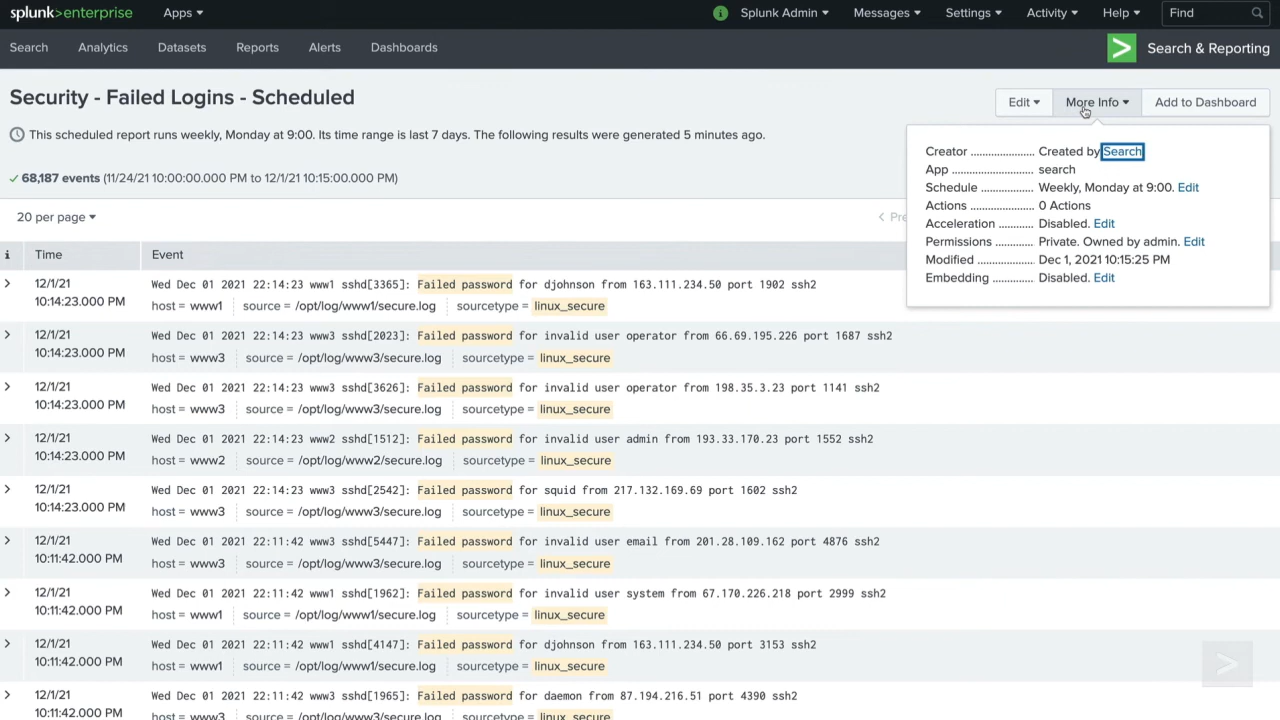 splunk>enterprise Apps Splunk Admin Messages Settings Activity Help Find
Search Analytics Datasets Reports Alerts Dashboards Search & Reporting
Security - Failed Logins - Scheduled
Edit More Info Add to Dashboard
This scheduled report runs weekly, Monday at 9:00. Its time range is last 7 days. The following results were generated 5 minutes ago.
68,187 events (11/24/21 10:00:00.000 PM to 12/1/21 10:15:00.000 PM)
Creator ..................... Created by Search
App ........................... search
Schedule ................. Weekly, Monday at 9:00. Edit
Actions ..................... 0 Actions
Acceleration ............ Disabled. Edit
Permissions ............. Private. Owned by admin. Edit
Modified ................... Dec 1, 2021 10:15:25 PM
Embedding ............. Disabled. Edit
20 per page < Pre
i Time Event
12/1/21 Wed Dec 01 2021 22:14:23 www1 sshd[3365]: Failed password for djohnson from 163.111.234.50 port 1902 ssh2
10:14:23.000 PM host = www1 source = /opt/log/www1/secure.log sourcetype = linux_secure
12/1/21 Wed Dec 01 2021 22:14:23 www3 sshd[2023]: Failed password for invalid user operator from 66.69.195.226 port 1687 ssh2
10:14:23.000 PM host = www3 source = /opt/log/www3/secure.log sourcetype = linux_secure
12/1/21 Wed Dec 01 2021 22:14:23 www3 sshd[3626]: Failed password for invalid user operator from 198.35.3.23 port 1141 ssh2
10:14:23.000 PM host = www3 source = /opt/log/www3/secure.log sourcetype = linux_secure
12/1/21 Wed Dec 01 2021 22:14:23 www2 sshd[1512]: Failed password for invalid user admin from 193.33.170.23 port 1552 ssh2
10:14:23.000 PM host = www2 source = /opt/log/www2/secure.log sourcetype = linux_secure
12/1/21 Wed Dec 01 2021 22:14:23 www3 sshd[2542]: Failed password for squid from 217.132.169.69 port 1602 ssh2
10:14:23.000 PM host = www3 source = /opt/log/www3/secure.log sourcetype = linux_secure
12/1/21 Wed Dec 01 2021 22:11:42 www3 sshd[5447]: Failed password for invalid user email from 201.28.109.162 port 4876 ssh2
10:11:42.000 PM host = www3 source = /opt/log/www3/secure.log sourcetype = linux_secure
12/1/21 Wed Dec 01 2021 22:11:42 www1 sshd[1962]: Failed password for invalid user system from 67.170.226.218 port 2999 ssh2
10:11:42.000 PM host = www1 source = /opt/log/www1/secure.log sourcetype = linux_secure
12/1/21 Wed Dec 01 2021 22:11:42 www1 sshd[4147]: Failed password for djohnson from 163.111.234.50 port 3153 ssh2
10:11:42.000 PM host = www1 source = /opt/log/www1/secure.log sourcetype = linux_secure
12/1/21 Wed Dec 01 2021 22:11:42 www3 sshd[1965]: Failed password for daemon from 87.194.216.51 port 4390 ssh2
10:11:42.000 PM host = www3 source = /opt/log/www3/secure.log sourcetype = linux_secure